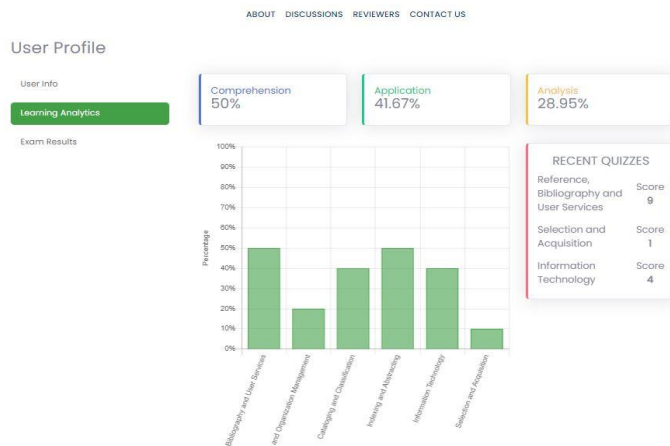 ABOUT DISCUSSIONS REVIEWERS CONTACT US
User Profile
User Info
Learning Analytics
Exam Results
Comprehension
50%
Application
41.67%
Analysis
28.95%
100%
90%
80%
70%
60%
50%
40%
30%
20%
10%
0%
Percentage
Bibliography and User Services
and Organization Management
Cataloging and Classification
Indexing and Abstracting
Information Technology
Selection and Acquisition
RECENT QUIZZES
Reference,
Bibliography and
User Services
Score
9
Selection and
Acquisition
Score
1
Information
Technology
Score
4